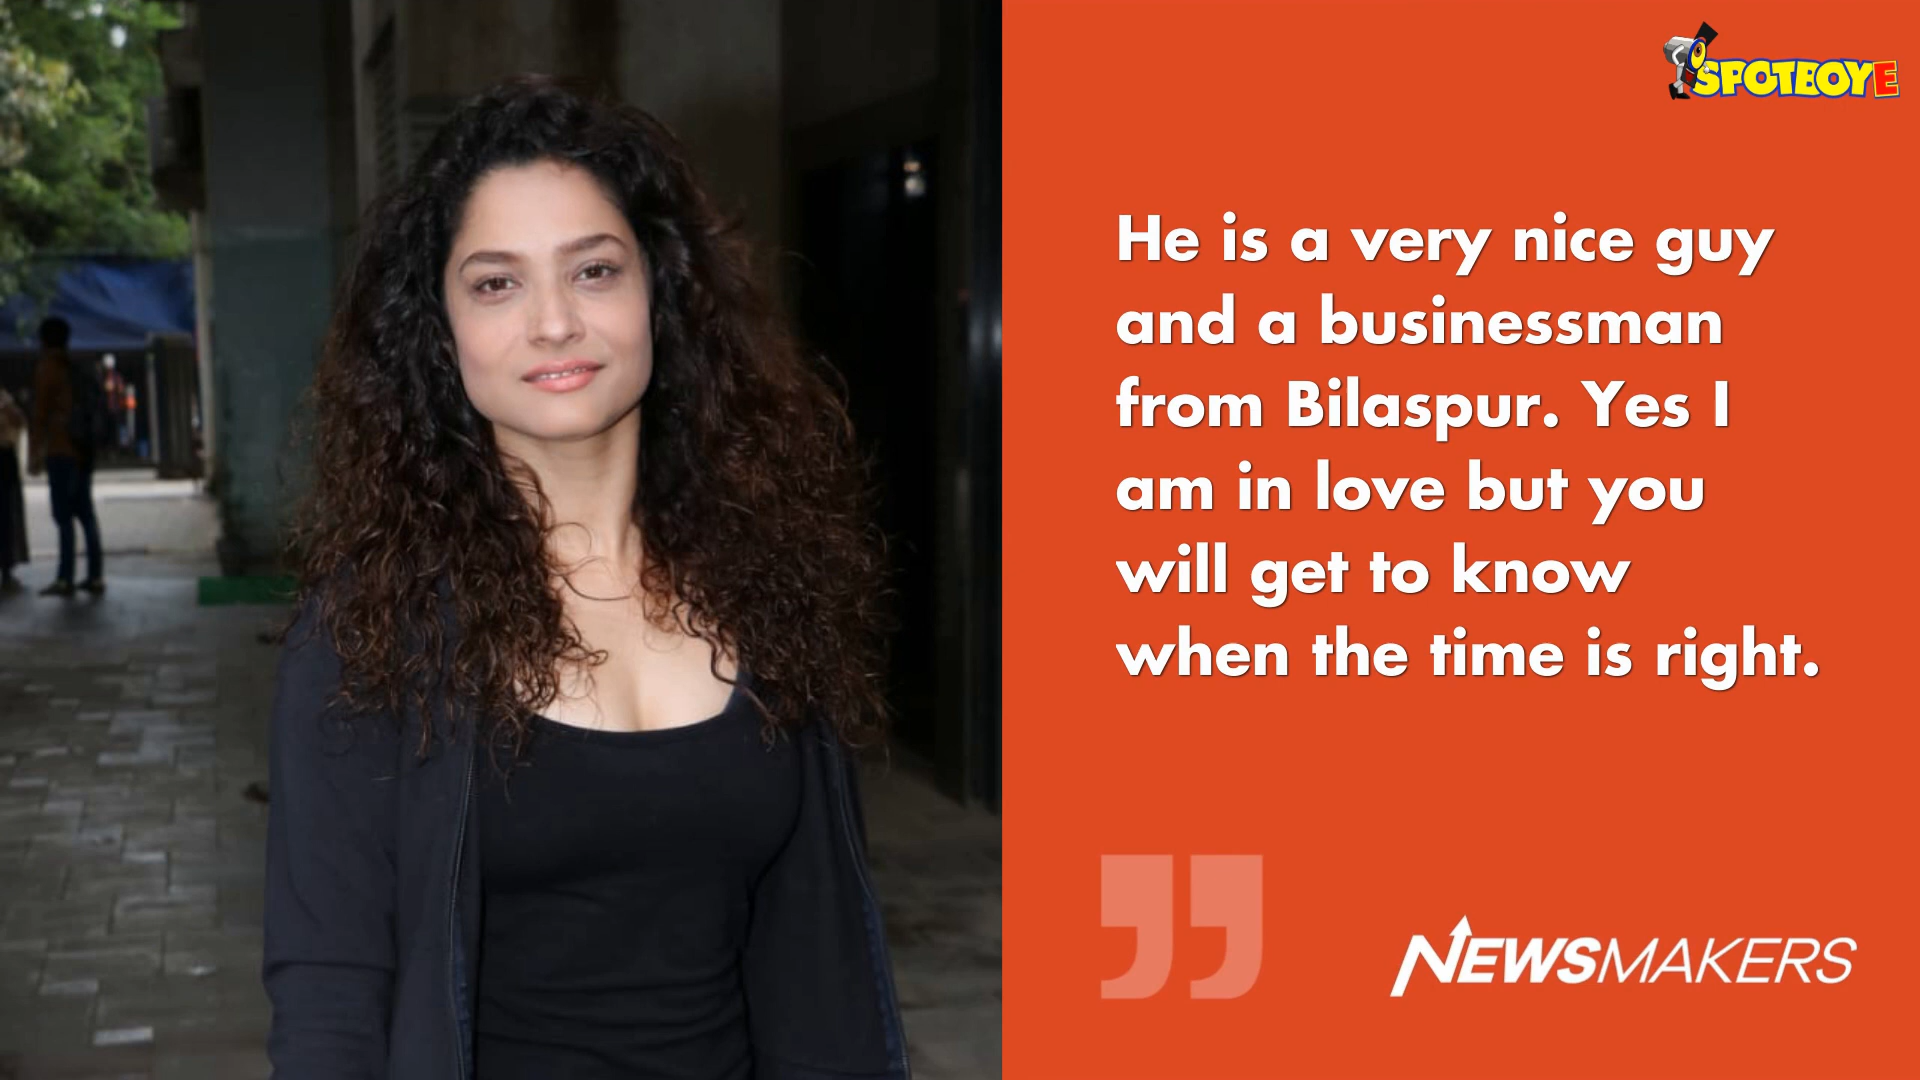 SPOTBOYE
He is a very nice guy
and a businessman
from Bilaspur. Yes I
am in love but you
will get to know
when the time is right.
”
NEWSMAKERS